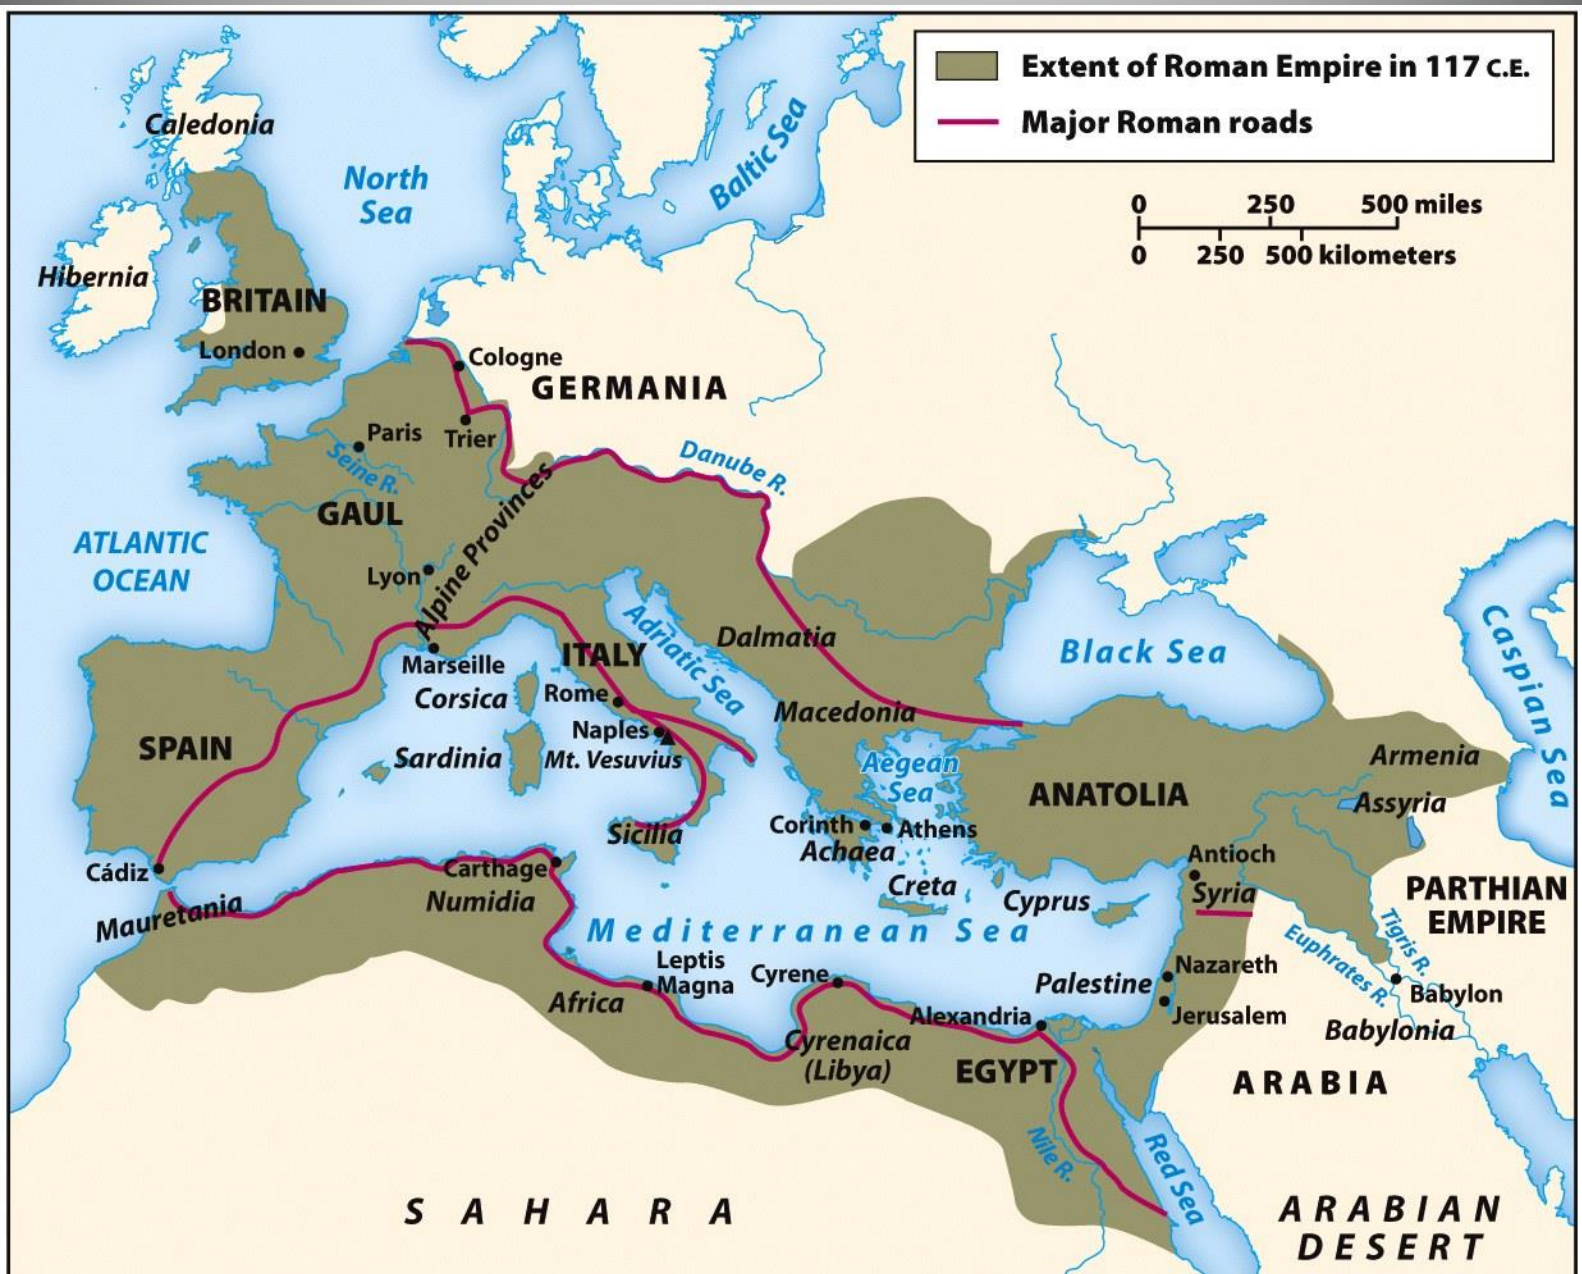 Extent of Roman Empire in 117 C.E.
Major Roman roads
0 250 500 miles
0 250 500 kilometers
Caledonia
North
Sea
Baltic Sea
Hibernia
BRITAIN
London
Cologne
GERMANIA
Paris
Trier
Seine R.
Danube R.
GAUL
ATLANTIC
OCEAN
Alpine Provinces
Lyon
Adriatic Sea
Dalmatia
Black Sea
Caspian Sea
ITALY
Marseille
Corsica
Rome
Macedonia
Naples
SPAIN
Sardinia
Mt. Vesuvius
Aegean
Sea
Armenia
ANATOLIA
Assyria
Sicilia
Corinth
Athens
Achaea
Antioch
Cádiz
Carthage
Creta
Cyprus
Syria
PARTHIAN
EMPIRE
Numidia
Mauretania
Mediterranean Sea
Tigris R.
Euphrates R.
Leptis
Magna
Cyrene
Nazareth
Palestine
Babylon
Africa
Alexandria
Jerusalem
Babylonia
Cyrenaica
(Libya)
EGYPT
ARABIA
Nile R.
Red Sea
SAHARA
ARABIAN
DESERT